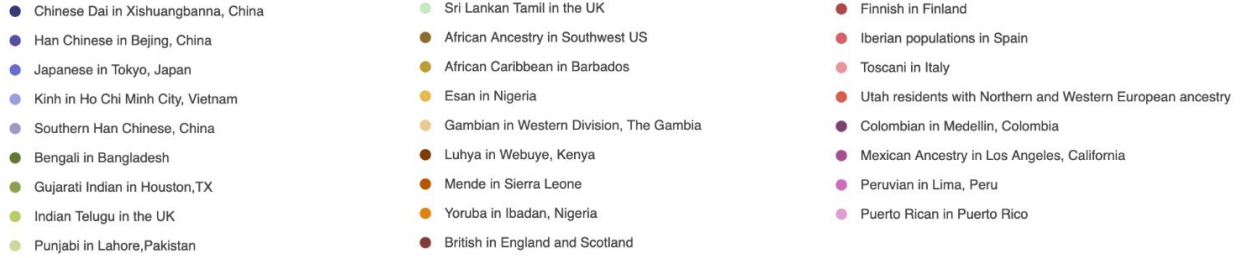 Chinese Dai in Xishuangbanna, China
Han Chinese in Bejing, China
Japanese in Tokyo, Japan
Kinh in Ho Chi Minh City, Vietnam
Southern Han Chinese, China
Bengali in Bangladesh
Gujarati Indian in Houston,TX
Indian Telugu in the UK
Punjabi in Lahore,Pakistan
Sri Lankan Tamil in the UK
African Ancestry in Southwest US
African Caribbean in Barbados
Esan in Nigeria
Gambian in Western Division, The Gambia
Luhya in Webuye, Kenya
Mende in Sierra Leone
Yoruba in Ibadan, Nigeria
British in England and Scotland
Finnish in Finland
Iberian populations in Spain
Toscani in Italy
Utah residents with Northern and Western European ancestry
Colombian in Medellin, Colombia
Mexican Ancestry in Los Angeles, California
Peruvian in Lima, Peru
Puerto Rican in Puerto Rico